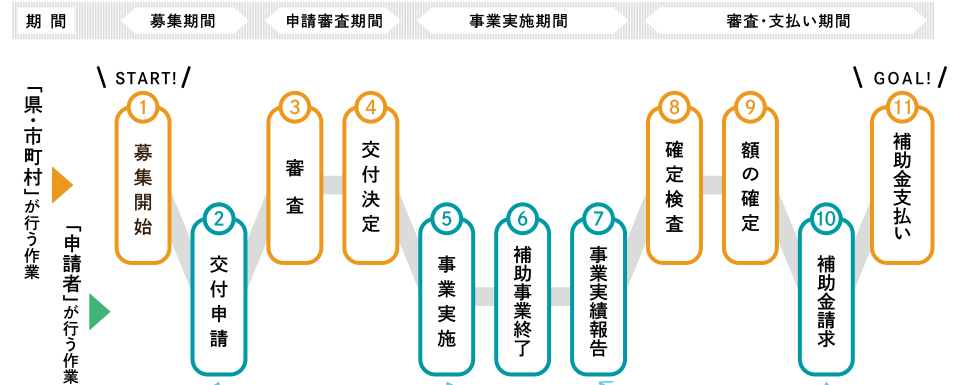 期間
募集期間
申請審査期間
事業実施期間
審査・支払い期間
START!
GOAL!
「県・市町村」が行う作業
「申請者」が行う作業
1
募集開始
2
交付申請
3
審査
4
交付決定
5
事業実施
6
補助事業終了
7
事業実績報告
8
確定検査
9
額の確定
10
補助金請求
11
補助金支払い